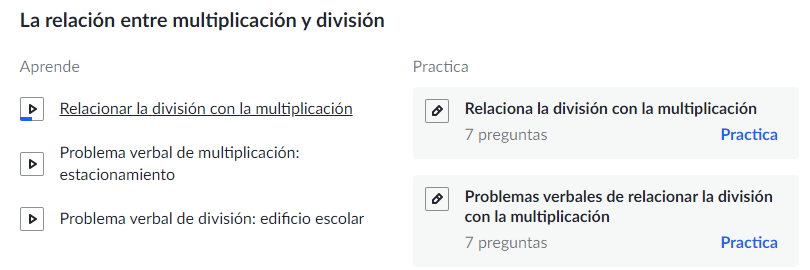 La relación entre multiplicación y división
Aprende
Relacionar la división con la multiplicación
Problema verbal de multiplicación:
estacionamiento
Problema verbal de división: edificio escolar
Practica
Relaciona la división con la multiplicación
7 preguntas
Practica
Problemas verbales de relacionar la división
con la multiplicación
7 preguntas
Practica